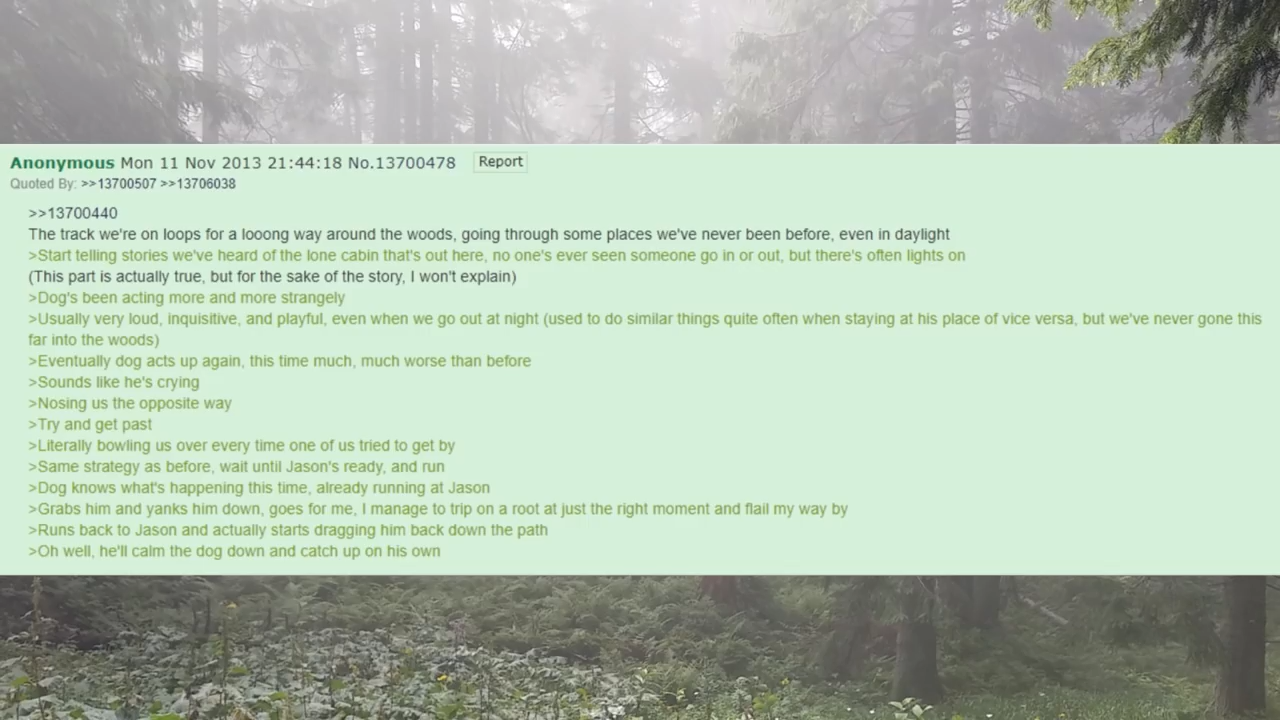 Anonymous Mon 11 Nov 2013 21:44:18 No.13700478 Report
Quoted By: >>13700507 >>13706038
>>13700440
The track we're on loops for a looong way around the woods, going through some places we've never been before, even in daylight
>Start telling stories we've heard of the lone cabin that's out here, no one's ever seen someone go in or out, but there's often lights on
(This part is actually true, but for the sake of the story, I won't explain)
>Dog's been acting more and more strangely
>Usually very loud, inquisitive, and playful, even when we go out at night (used to do similar things quite often when staying at his place of vice versa, but we've never gone this
far into the woods)
>Eventually dog acts up again, this time much, much worse than before
>Sounds like he's crying
>Nosing us the opposite way
>Try and get past
>Literally bowling us over every time one of us tried to get by
>Same strategy as before, wait until Jason's ready, and run
>Dog knows what's happening this time, already running at Jason
>Grabs him and yanks him down, goes for me, I manage to trip on a root at just the right moment and flail my way by
>Runs back to Jason and actually starts dragging him back down the path
>Oh well, he'll calm the dog down and catch up on his own